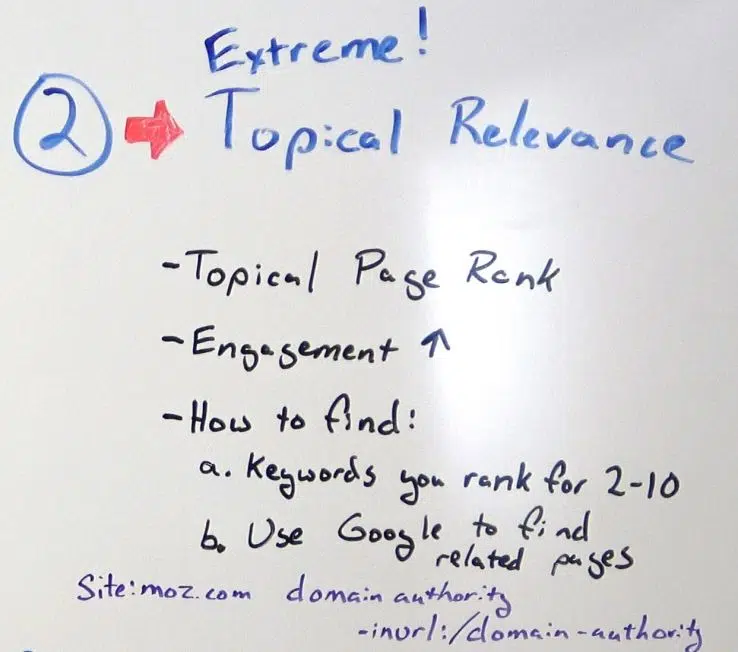 Extreme!
② ➡ Topical Relevance
-Topical Page Rank
-Engagement ↑
-How to find:
a. Keywords you rank for 2-10
b. Use Google to find
related pages
Site:moz.com domain authority
-inurl:/domain-authority